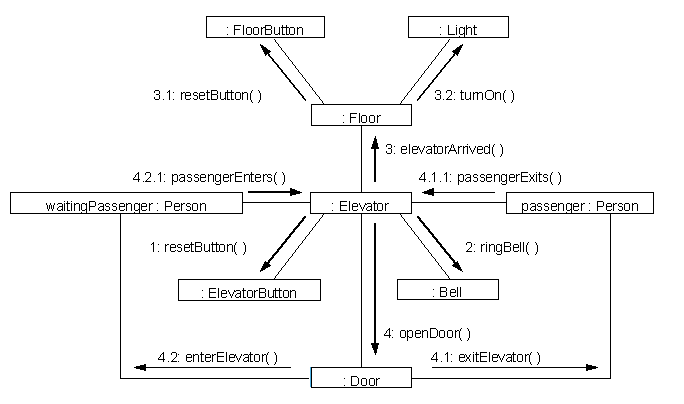 : FloorButton
: Light
3.1: resetButton( )
3.2: turnOn( )
: Floor
3: elevatorArrived( )
4.2.1: passengerEnters( )
4.1.1: passengerExits( )
waitingPassenger : Person
: Elevator
passenger : Person
1: resetButton( )
2: ringBell( )
: ElevatorButton
: Bell
4: openDoor( )
4.2: enterElevator( )
4.1: exitElevator( )
: Door